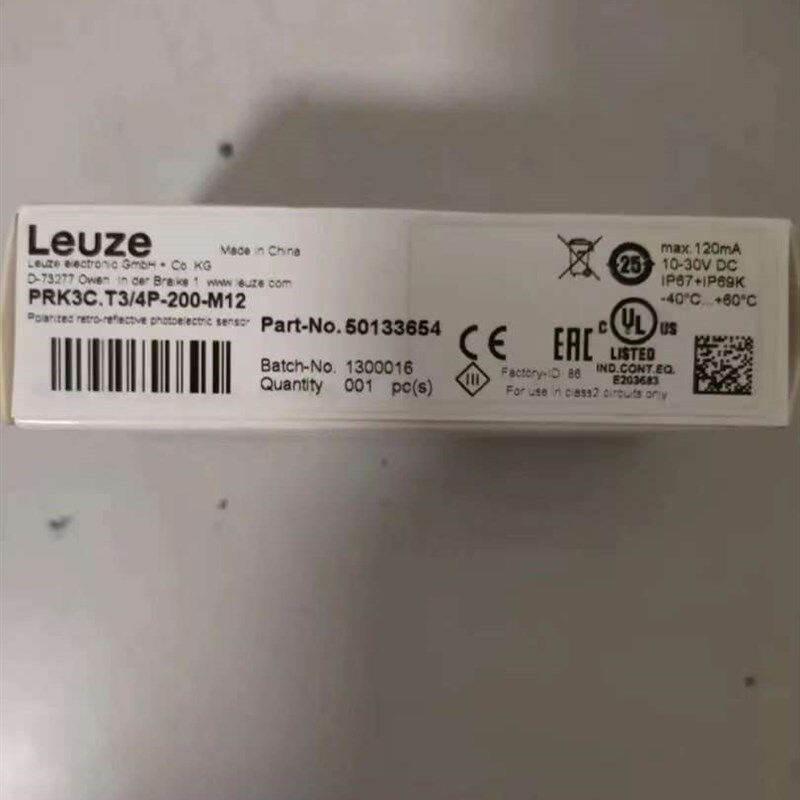 Leuze
Made in China
Leuze electronic GmbH + Co. KG
D-73277 Owen In der Braike 1 www.leuze.com
PRK3C.T3/4P-200-M12
Polarized retro-reflective photoelectric sensor
Part-No. 50133654
Batch-No. 1300016
Quantity 001 pc(s)
CE
III
EAC
Factory-ID: 86
For use in class2 circuits only
25
C UL US
LISTED
IND.CONT.EQ.
E203683
max.120mA
10-30V DC
IP67+IP69K
-40°C...+60°C